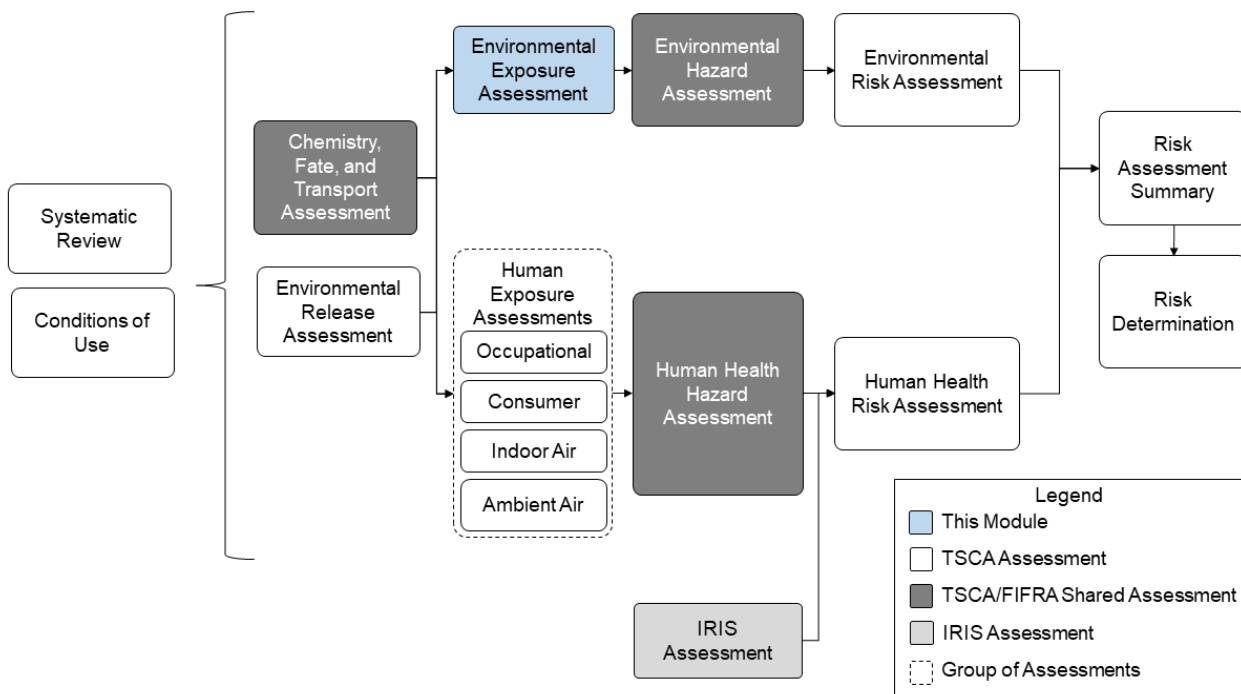 Systematic
Review
Conditions of
Use
Chemistry,
Fate, and
Transport
Assessment
Environmental
Release
Assessment
Environmental
Exposure
Assessment
Human
Exposure
Assessments
Occupational
Consumer
Indoor Air
Ambient Air
Environmental
Hazard
Assessment
Human Health
Hazard
Assessment
IRIS
Assessment
Environmental
Risk Assessment
Human Health
Risk Assessment
Risk
Assessment
Summary
Risk
Determination
Legend
This Module
TSCA Assessment
TSCA/FIFRA Shared Assessment
IRIS Assessment
Group of Assessments